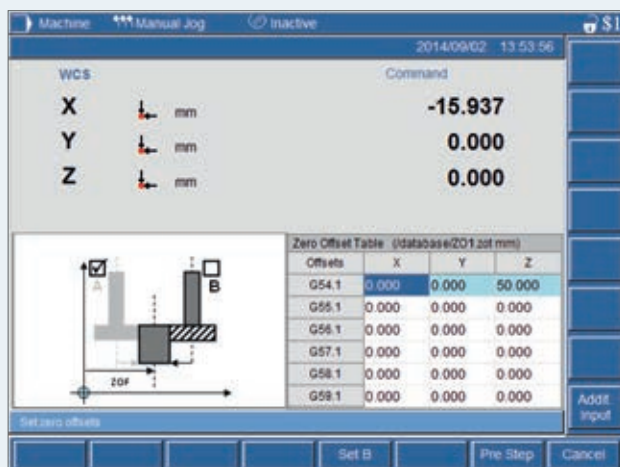 Machine Manual Jog Inactive $1
2014/09/02 13:53:56
WCS Command
X mm -15.937
Y mm 0.000
Z mm 0.000
Zero Offset Table (/database/ZO1.zot mm)
Offsets X Y Z
G54.1 0.000 0.000 50.000
G55.1 0.000 0.000 0.000
G56.1 0.000 0.000 0.000
G57.1 0.000 0.000 0.000
G58.1 0.000 0.000 0.000
G59.1 0.000 0.000 0.000
A B
ZOF
Addit.
Input
Set zero offsets
Set B Pre Step Cancel